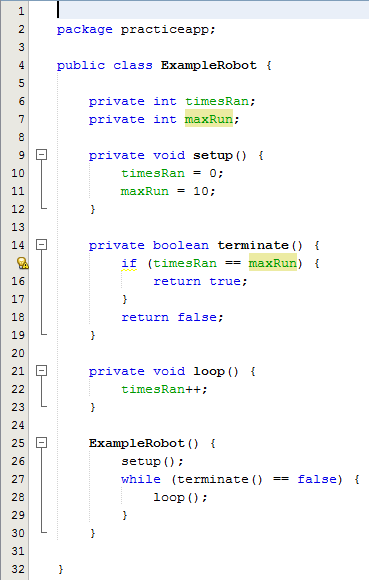 1
2 package practiceapp;
3
4 public class ExampleRobot {
5
6     private int timesRan;
7     private int maxRun;
8
9     private void setup() {
10         timesRan = 0;
11         maxRun = 10;
12     }
13
14     private boolean terminate() {
        if (timesRan == maxRun) {
16             return true;
17         }
18         return false;
19     }
20
21     private void loop() {
22         timesRan++;
23     }
24
25     ExampleRobot() {
26         setup();
27         while (terminate() == false) {
28             loop();
29         }
30     }
31
32 }